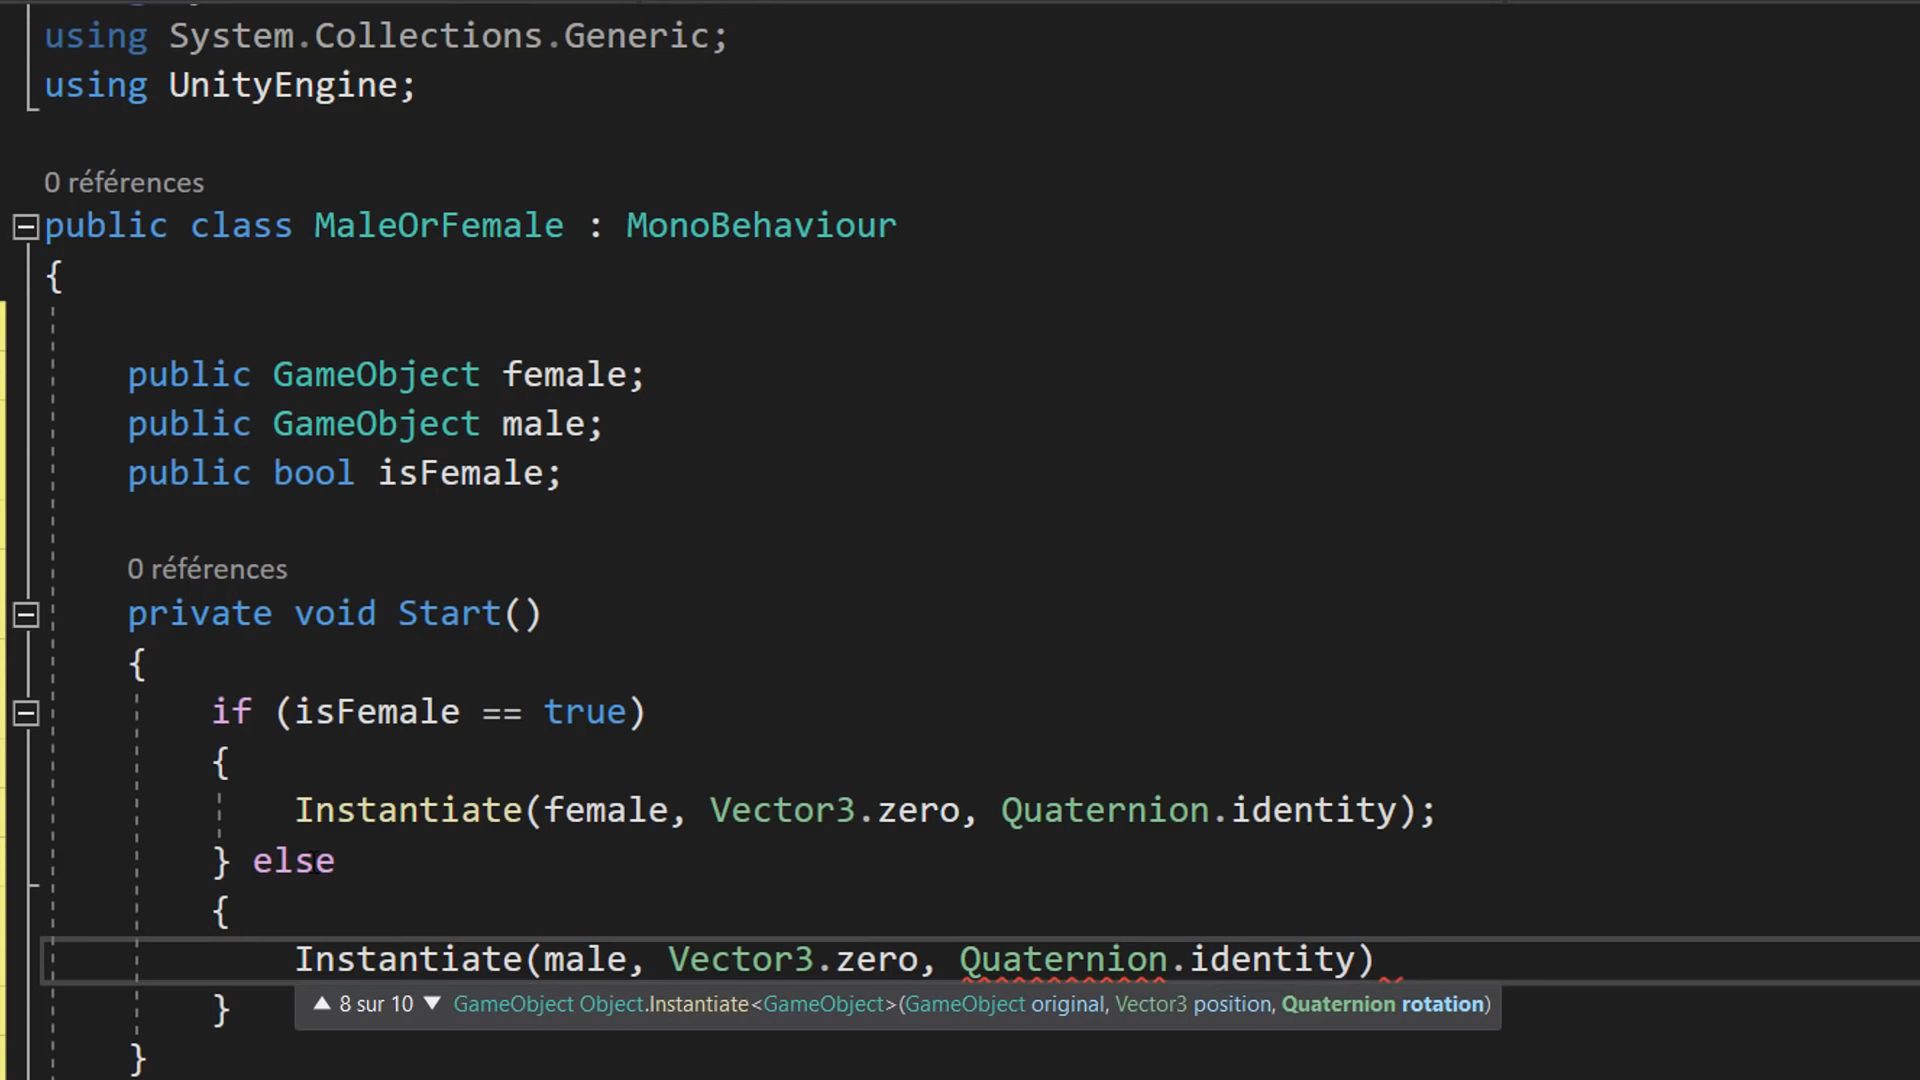 using System.Collections.Generic;
using UnityEngine;
0 références
public class MaleOrFemale : MonoBehaviour
{
public GameObject female;
public GameObject male;
public bool isFemale;
0 références
private void Start()
{
if (isFemale == true)
{
Instantiate(female, Vector3.zero, Quaternion.identity);
} else
{
Instantiate(male, Vector3.zero, Quaternion.identity)
▲ 8 sur 10 ▼ GameObject Object.Instantiate<GameObject>(GameObject original, Vector3 position, Quaternion rotation)
}
}